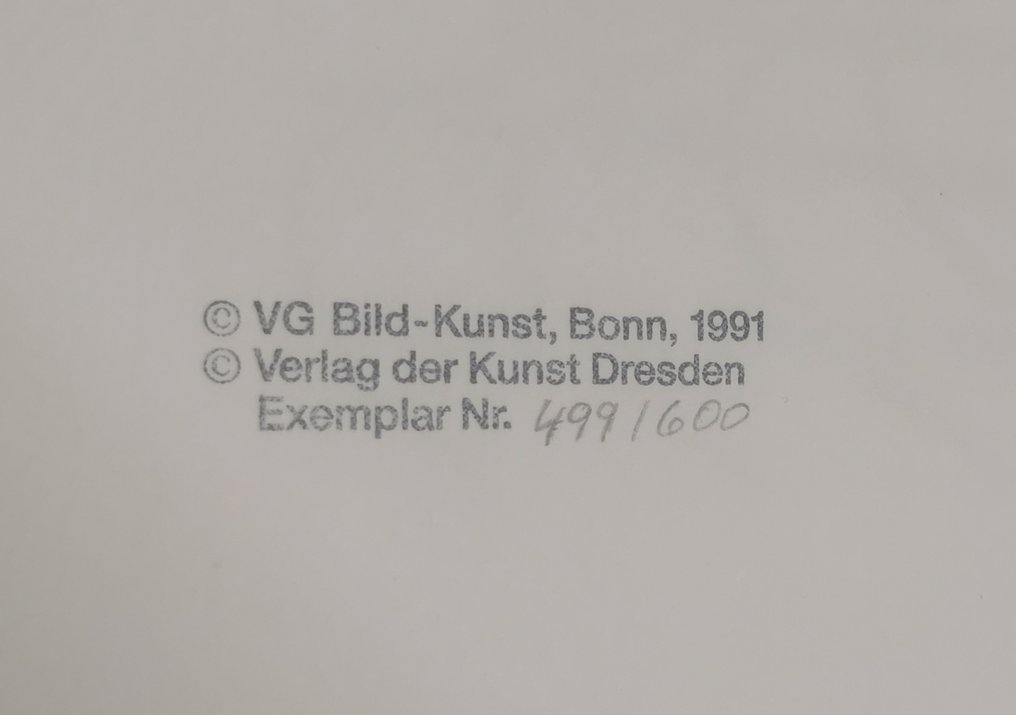 © VG Bild-Kunst, Bonn, 1991
© Verlag der Kunst Dresden
Exemplar Nr. 499/600